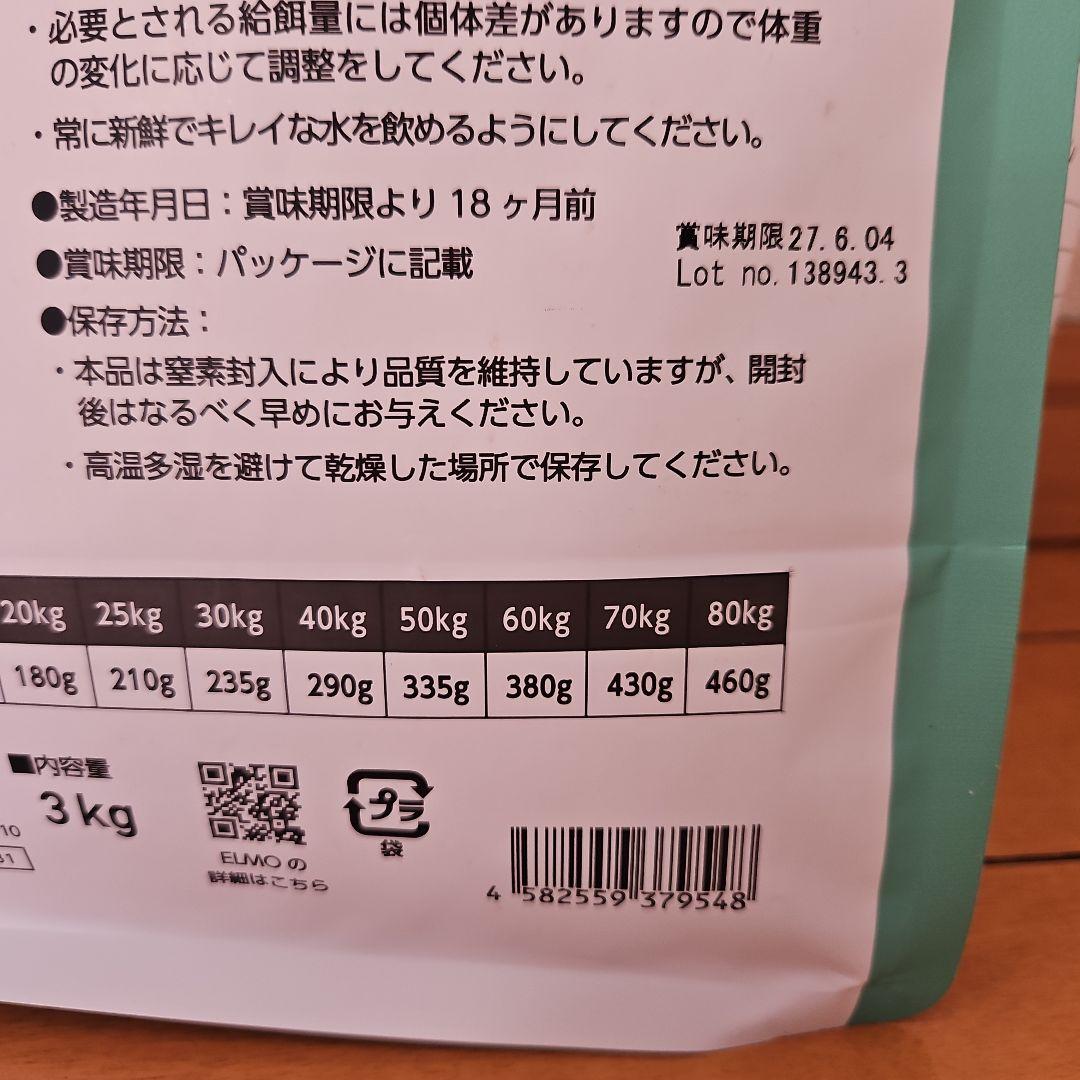 ・必要とされる給餌量には個体差がありますので体重
の変化に応じて調整をしてください。
・常に新鮮でキレイな水を飲めるようにしてください。
●製造年月日：賞味期限より 18 ヶ月前
●賞味期限：パッケージに記載
賞味期限27.6.04
Lot no.138943.3
●保存方法：
・本品は窒素封入により品質を維持していますが、開封
後はなるべく早めにお与えください。
・高温多湿を避けて乾燥した場所で保存してください。
20kg 25kg 30kg 40kg 50kg 60kg 70kg 80kg
180g 210g 235g 290g 335g 380g 430g 460g
■内容量
3kg
プラ
袋
ELMO の
詳細はこちら
4 582559 379548